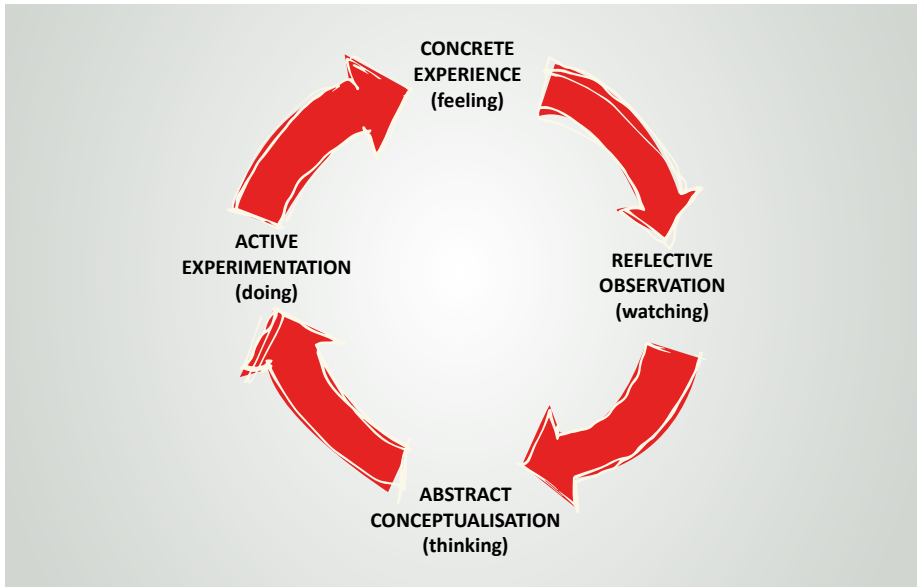 CONCRETE
EXPERIENCE
(feeling)
REFLECTIVE
OBSERVATION
(watching)
ABSTRACT
CONCEPTUALISATION
(thinking)
ACTIVE
EXPERIMENTATION
(doing)